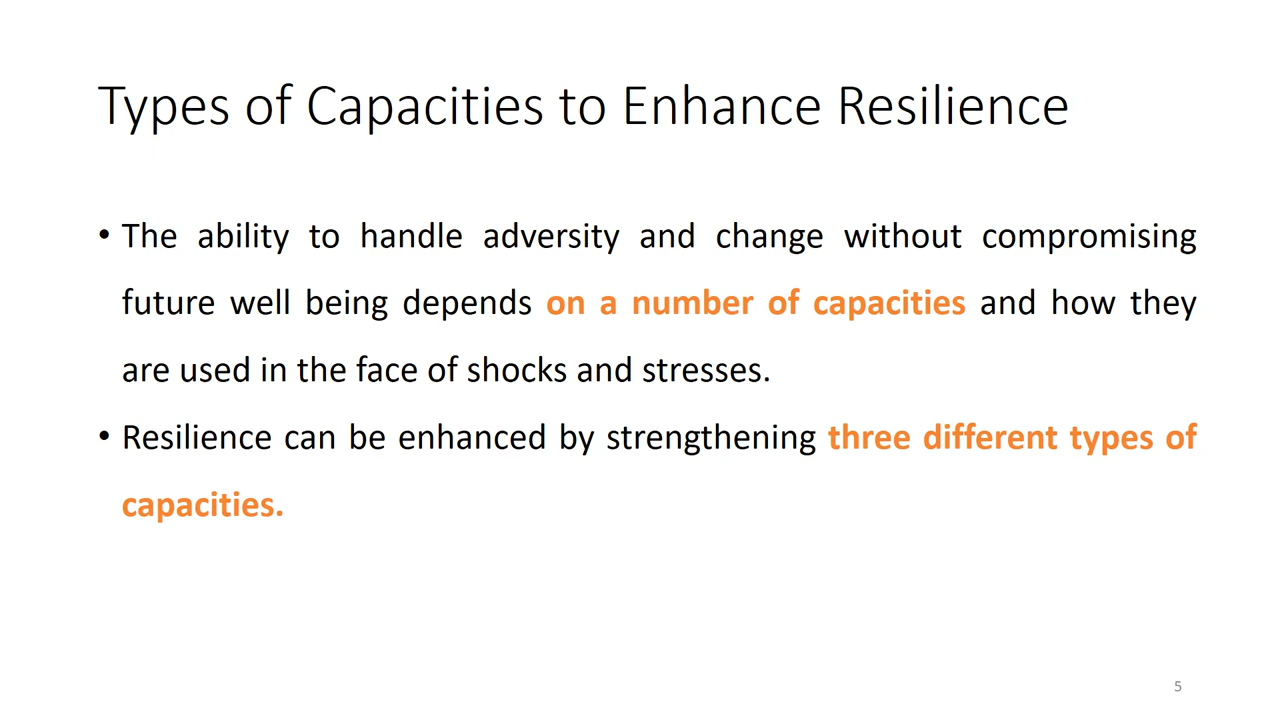 Types of Capacities to Enhance Resilience
• The ability to handle adversity and change without compromising
future well being depends on a number of capacities and how they
are used in the face of shocks and stresses.
• Resilience can be enhanced by strengthening three different types of
capacities.
5